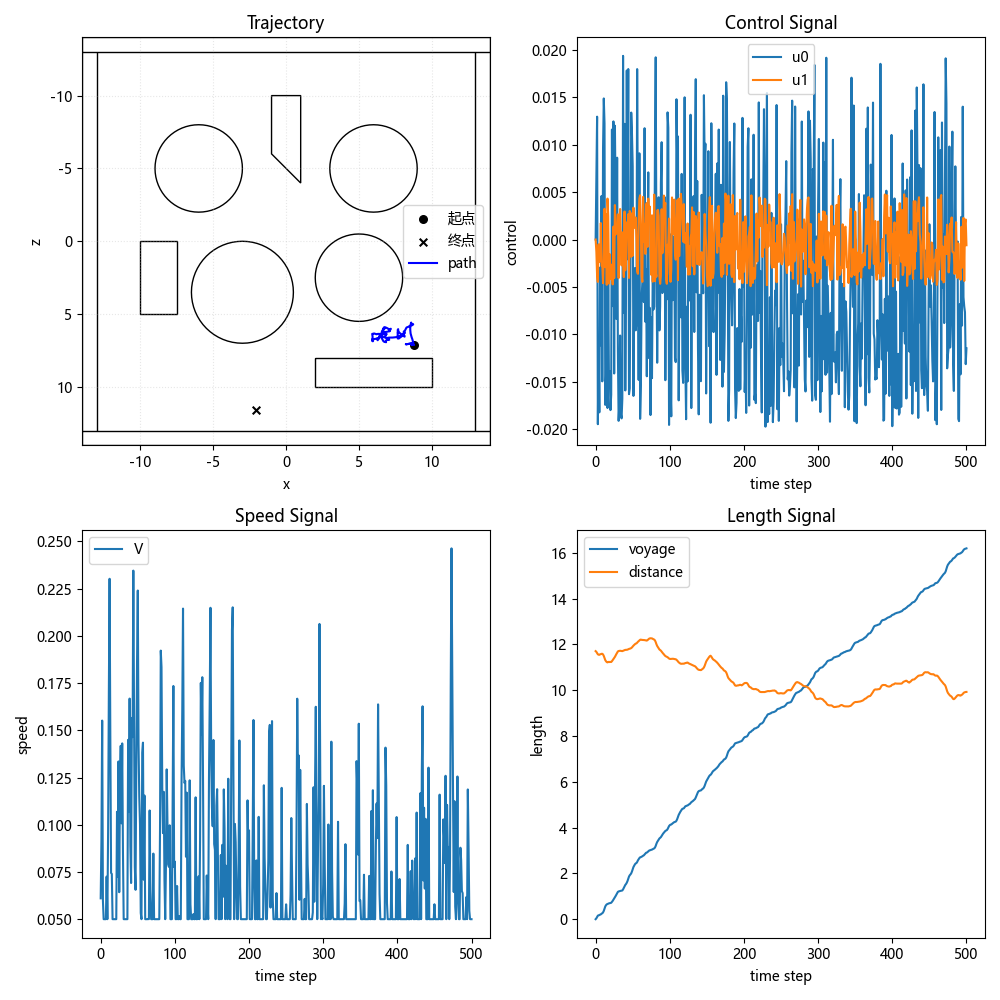 Trajectory
-10
-5
0
5
10
z
-10 -5 0 5 10
x
起点
终点
path
Control Signal
0.020
0.015
0.010
0.005
0.000
-0.005
-0.010
-0.015
-0.020
control
u0
u1
0 100 200 300 400 500
time step
Speed Signal
0.250
0.225
0.200
0.175
0.150
0.125
0.100
0.075
0.050
speed
V
0 100 200 300 400 500
time step
Length Signal
16
14
12
10
8
6
4
2
0
length
voyage
distance
0 100 200 300 400 500
time step